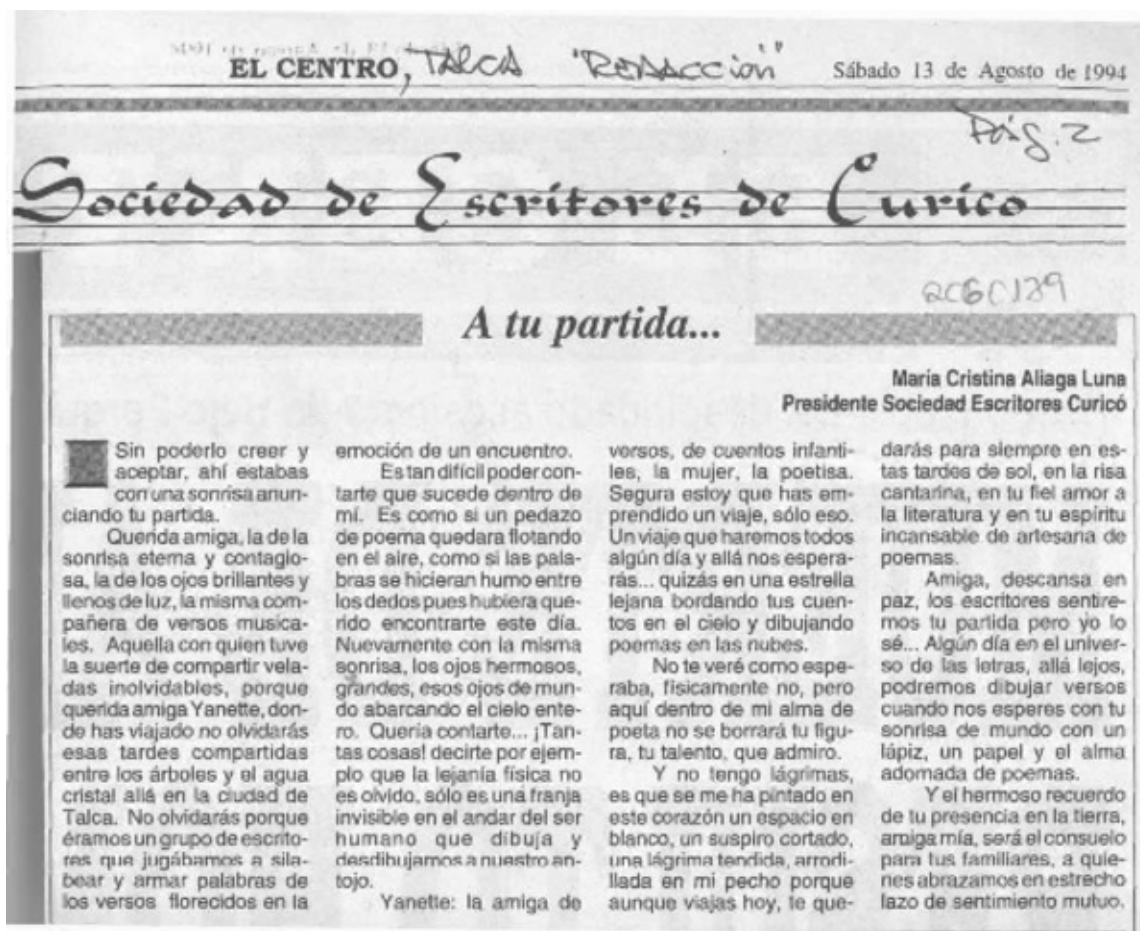 EL CENTRO, TALCA "REDACCIÓN" Sábado 13 de Agosto de 1994
Pág. 2
Sociedad de Escritores de Curico
A tu partida...
María Cristina Aliaga Luna
Presidente Sociedad Escritores Curicó
Sin poderlo creer y
aceptar, ahí estabas
con una sonrisa anun-
ciando tu partida.
Querida amiga, la de la
sonrisa eterna y contagio-
sa, la de los ojos brillantes y
llenos de luz, la misma com-
pañera de versos musica-
les. Aquella con quien tuve
la suerte de compartir vela-
das inolvidables, porque
querida amiga Yanette, don-
de has viajado no olvidarás
esas tardes compartidas
entre los árboles y el agua
cristal allá en la ciudad de
Talca. No olvidarás porque
éramos un grupo de escrito-
res que jugábamos a sila-
bear y armar palabras de
los versos florecidos en la
emoción de un encuentro.
Es tan difícil poder con-
tarte que sucede dentro de
mí. Es como si un pedazo
de poema quedara flotando
en el aire, como si las pala-
bras se hicieran humo entre
los dedos pues hubiera que-
rido encontrarte este día.
Nuevamente con la misma
sonrisa, los ojos hermosos,
grandes, esos ojos de mun-
do abarcando el cielo ente-
ro. Quería contarte... ¡Tan-
tas cosas! decirte por ejem-
plo que la lejanía física no
es olvido, sólo es una franja
invisible en el andar del ser
humano que dibuja y
desdibujamos a nuestro an-
tojo.
Yanette: la amiga de
versos, de cuentos infanti-
les, la mujer, la poetisa.
Segura estoy que has em-
prendido un viaje, sólo eso.
Un viaje que haremos todos
algún día y allá nos espera-
rás... quizás en una estrella
lejana bordando tus cuen-
tos en el cielo y dibujando
poemas en las nubes.
No te veré como espe-
raba, físicamente no, pero
aquí dentro de mi alma de
poeta no se borrará tu figu-
ra, tu talento, que admiro.
Y no tengo lágrimas,
es que se me ha pintado en
este corazón un espacio en
blanco, un suspiro cortado,
una lágrima tendida, arrodi-
llada en mi pecho porque
aunque viajas hoy, te que-
darás para siempre en es-
tas tardes de sol, en la risa
cantarina, en tu fiel amor a
la literatura y en tu espíritu
incansable de artesana de
poemas.
Amiga, descansa en
paz, los escritores sentire-
mos tu partida pero yo lo
sé... Algún día en el univer-
so de las letras, allá lejos,
podremos dibujar versos
cuando nos esperes con tu
sonrisa de mundo con un
lápiz, un papel y el alma
adornada de poemas.
Y el hermoso recuerdo
de tu presencia en la tierra,
amiga mía, será el consuelo
para tus familiares, a quie-
nes abrazamos en estrecho
lazo de sentimiento mutuo.